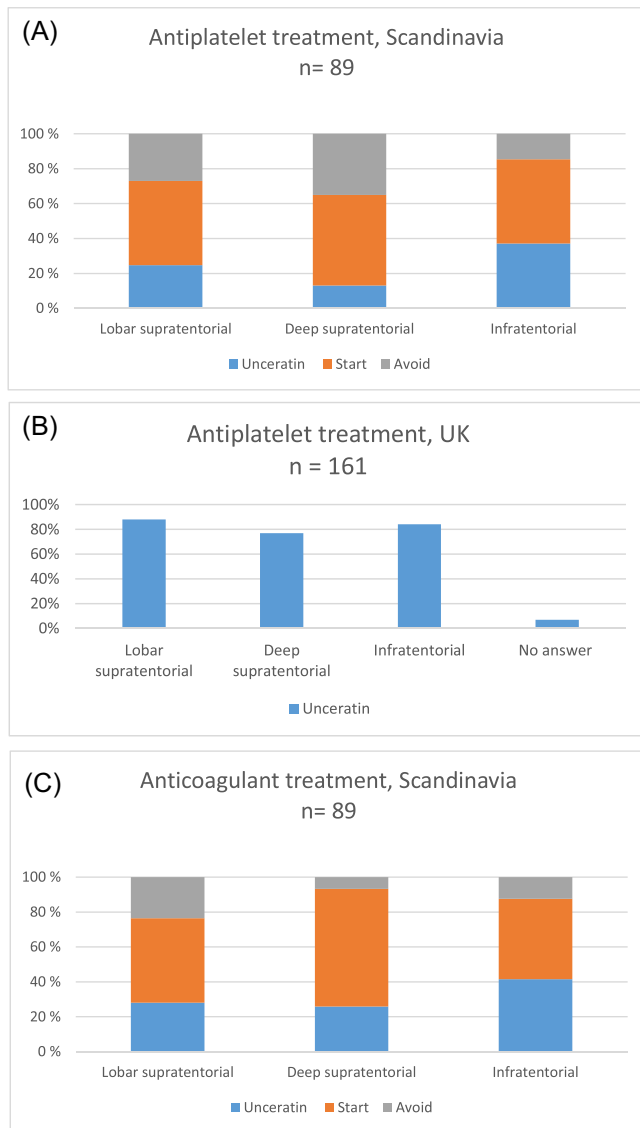 (A)
Antiplatelet treatment, Scandinavia
n= 89
100 %
80 %
60 %
40 %
20 %
0 %
Lobar supratentorial Deep supratentorial Infratentorial
Unceratin Start Avoid
(B)
Antiplatelet treatment, UK
n = 161
100%
80%
60%
40%
20%
0%
Lobar supratentorial
Deep supratentorial
Infratentorial
No answer
Unceratin
(C)
Anticoagulant treatment, Scandinavia
n= 89
100 %
80 %
60 %
40 %
20 %
0 %
Lobar supratentorial Deep supratentorial Infratentorial
Unceratin Start Avoid